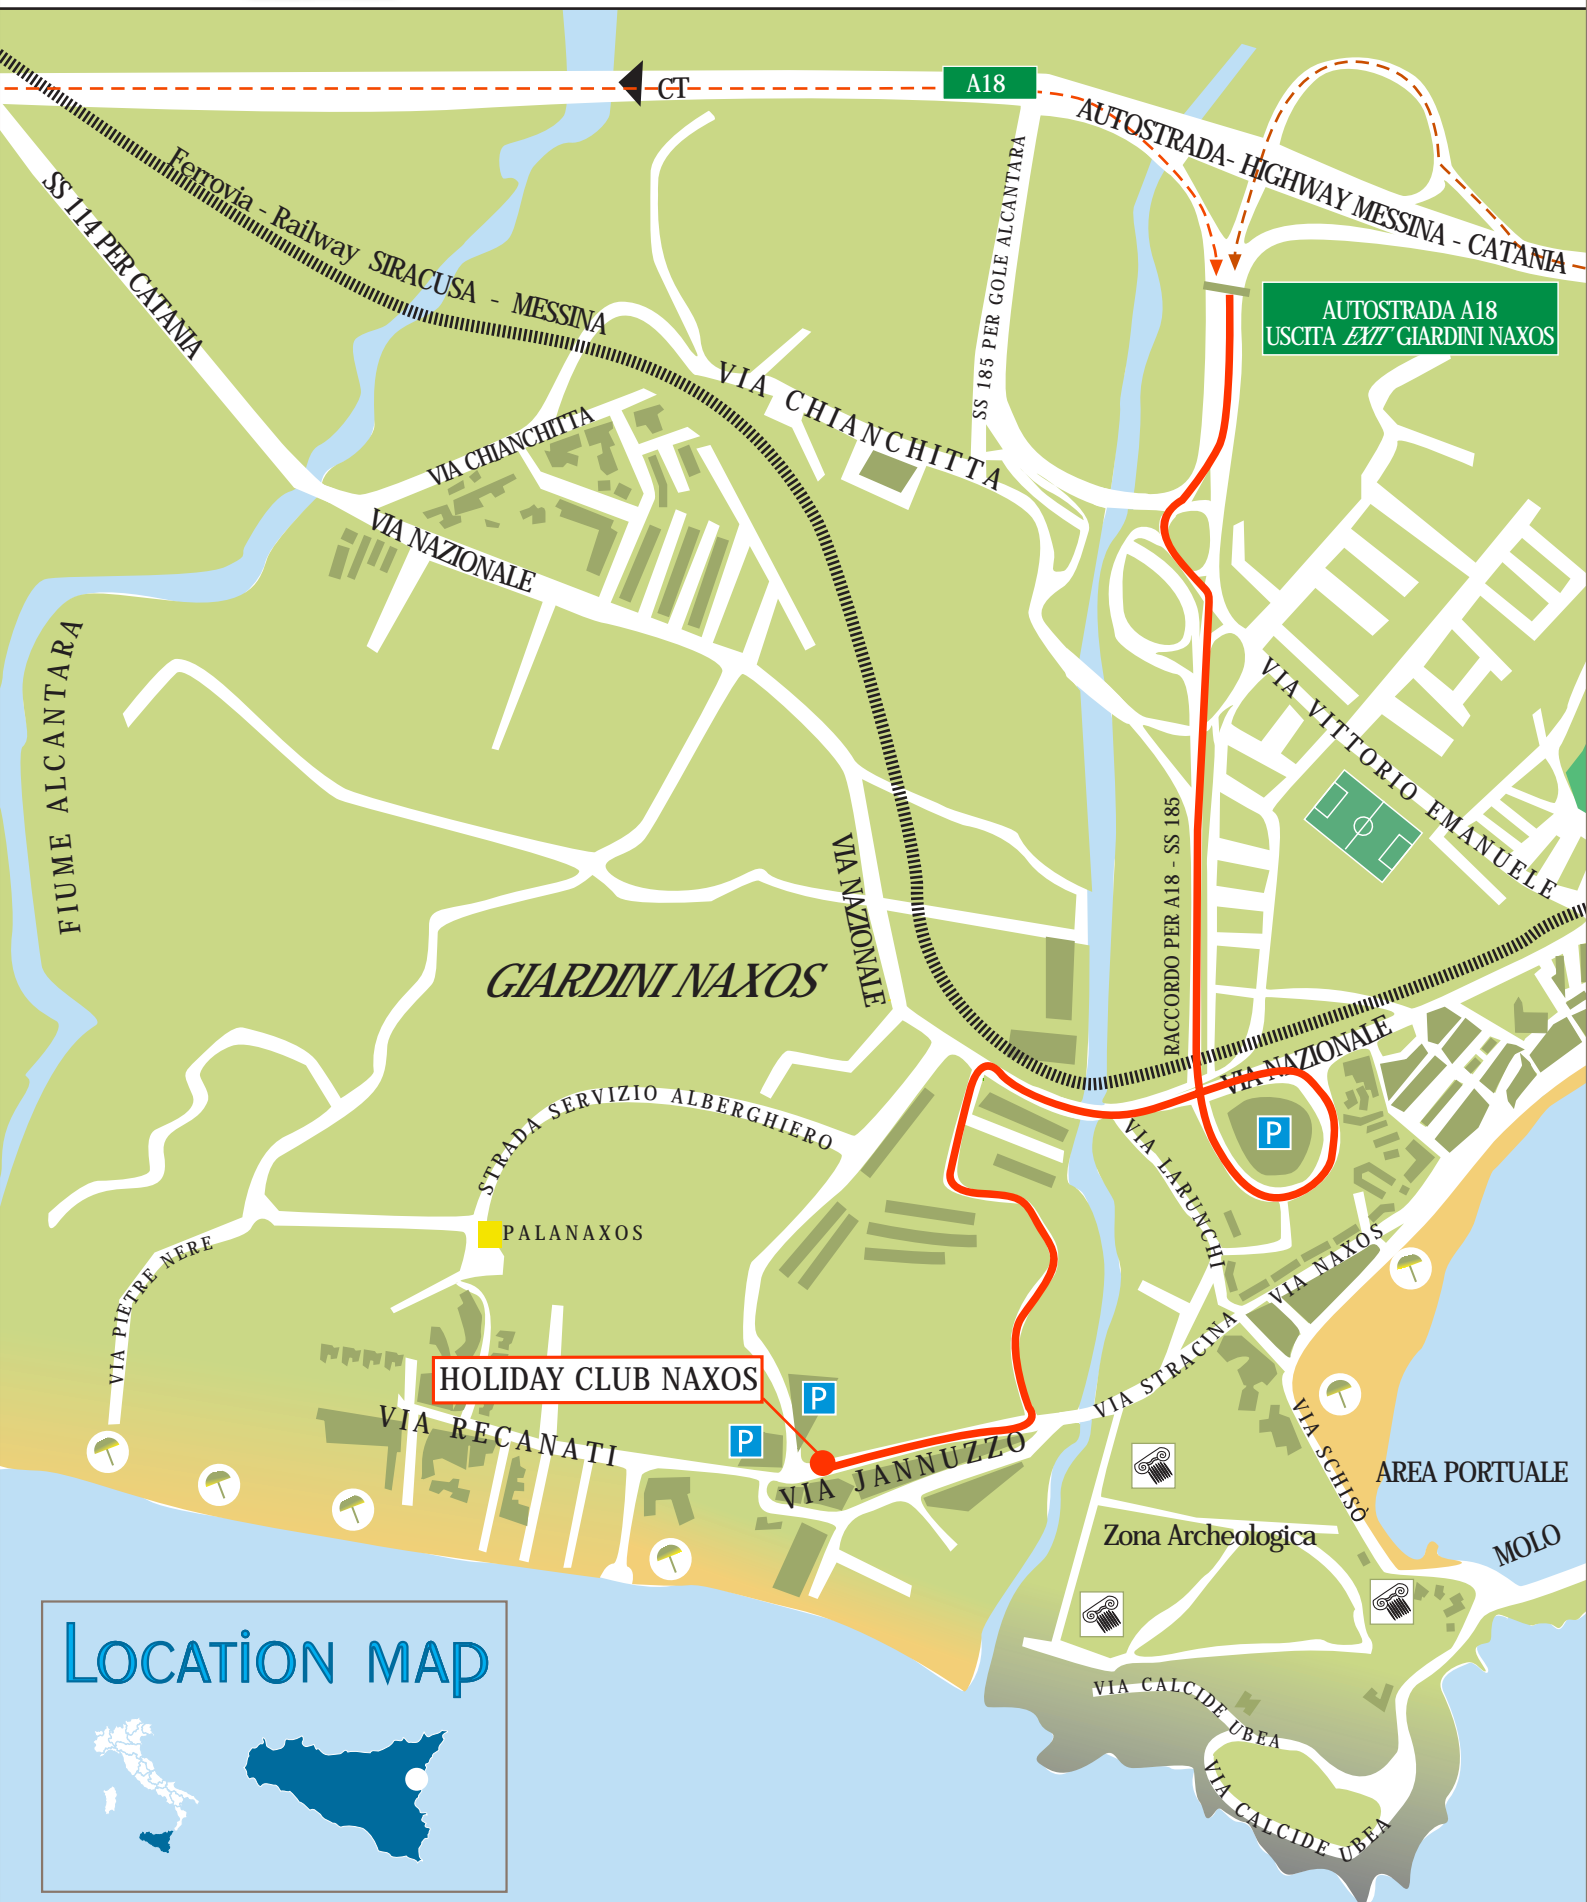 A18
CT
AUTOSTRADA- HIGHWAY MESSINA - CATANIA
SS 114 PER CATANIA
Ferrovia - Railway SIRACUSA - MESSINA
SS 185 PER GOLE ALCANTARA
AUTOSTRADA A18
USCITA EXIT GIARDINI NAXOS
VIA CHIANCHITTA
VIA CHIANCHITTA
VIA NAZIONALE
FIUME ALCANTARA
VIA VITTORIO EMANUELE
RACCORDO PER A18 - SS 185
VIA NAZIONALE
GIARDINI NAXOS
VIA NAZIONALE
STRADA SERVIZIO ALBERGHIERO
P
VIA LARUNCHI
PALANAXOS
VIA PIETRE NERE
VIA NAXOS
VIA STRACINA
HOLIDAY CLUB NAXOS
P
P
VIA RECANATI
VIA JANNUZZO
VIA SCHISÒ
AREA PORTUALE
Zona Archeologica
MOLO
LOCATiON MAP
VIA CALCIDE UBEA
VIA CALCIDE UBEA